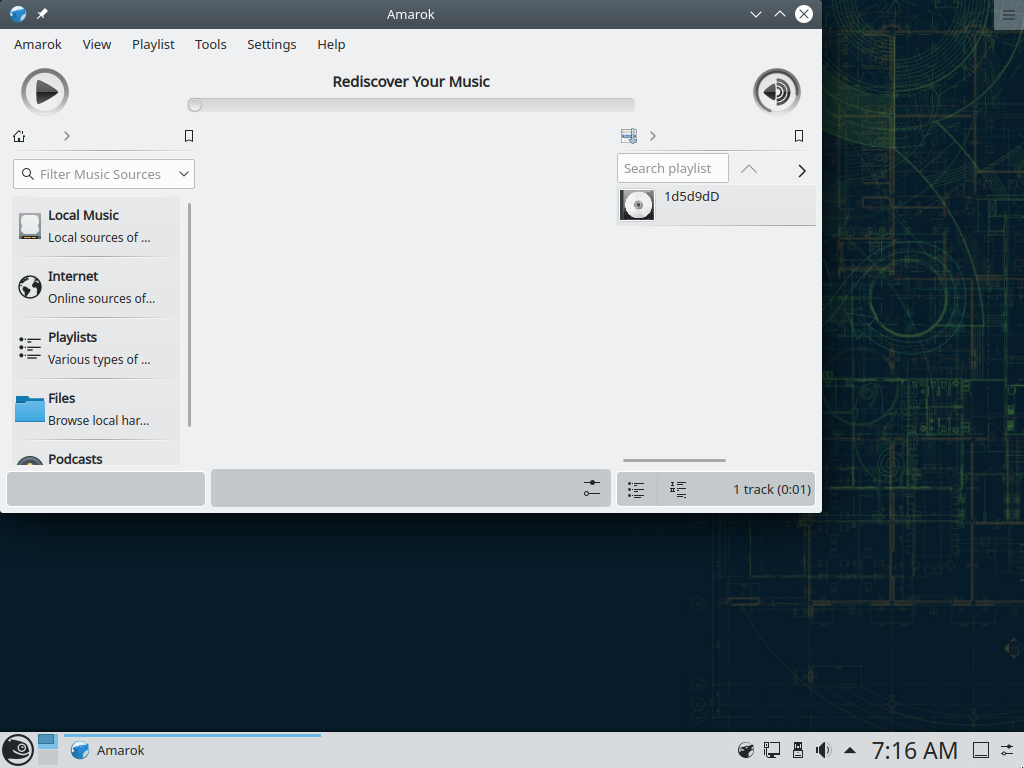 Amarok
Amarok View Playlist Tools Settings Help
Rediscover Your Music
Filter Music Sources
Search playlist
1d5d9dD
Local Music
Local sources of ...
Internet
Online sources of...
Playlists
Various types of ...
Files
Browse local har...
Podcasts
1 track (0:01)
Amarok
7:16 AM